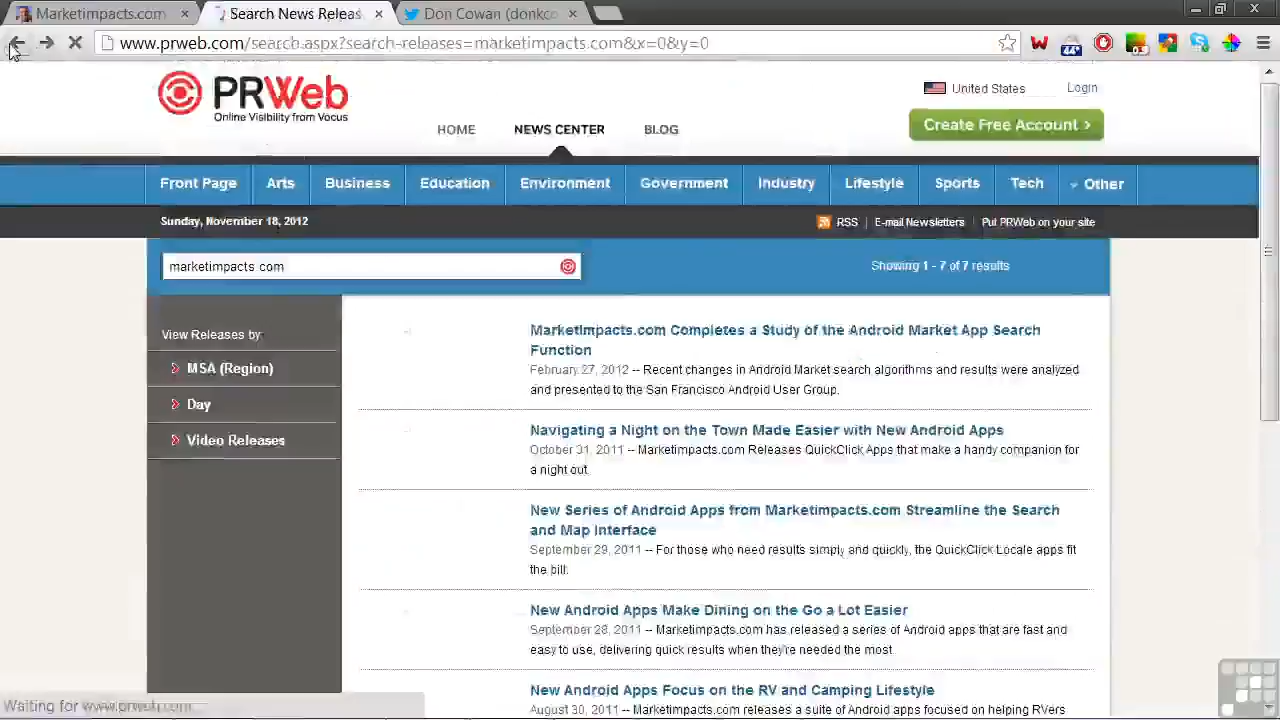 Marketimpacts.com
Search News Releas
Don Cowan (donkco
www.prweb.com/search.aspx?search-releases=marketimpacts.com&x=0&y=0
44*
0.3
PRWeb
Online Visibility from Vocus
United States
Login
HOME
NEWS CENTER
BLOG
Create Free Account >
Front Page
Arts
Business
Education
Environment
Government
Industry
Lifestyle
Sports
Tech
Other
Sunday, November 18, 2012
RSS | E-mail Newsletters | Put PRWeb on your site
marketimpacts com
Showing 1 - 7 of 7 results
View Releases by:
MSA (Region)
Day
Video Releases
MarketImpacts.com Completes a Study of the Android Market App Search
Function
February 27, 2012 -- Recent changes in Android Market search algorithms and results were analyzed
and presented to the San Francisco Android User Group.
Navigating a Night on the Town Made Easier with New Android Apps
October 31, 2011 -- Marketimpacts.com Releases QuickClick Apps that make a handy companion for
a night out.
New Series of Android Apps from Marketimpacts.com Streamline the Search
and Map Interface
September 29, 2011 -- For those who need results simply and quickly, the QuickClick Locale apps fit
the bill.
New Android Apps Make Dining on the Go a Lot Easier
September 28, 2011 -- Marketimpacts.com has released a series of Android apps that are fast and
easy to use, delivering quick results when they're needed the most.
New Android Apps Focus on the RV and Camping Lifestyle
August 30, 2011 -- Marketimpacts.com releases a suite of Android apps focused on helping RVers
Waiting for www.prweb.com...